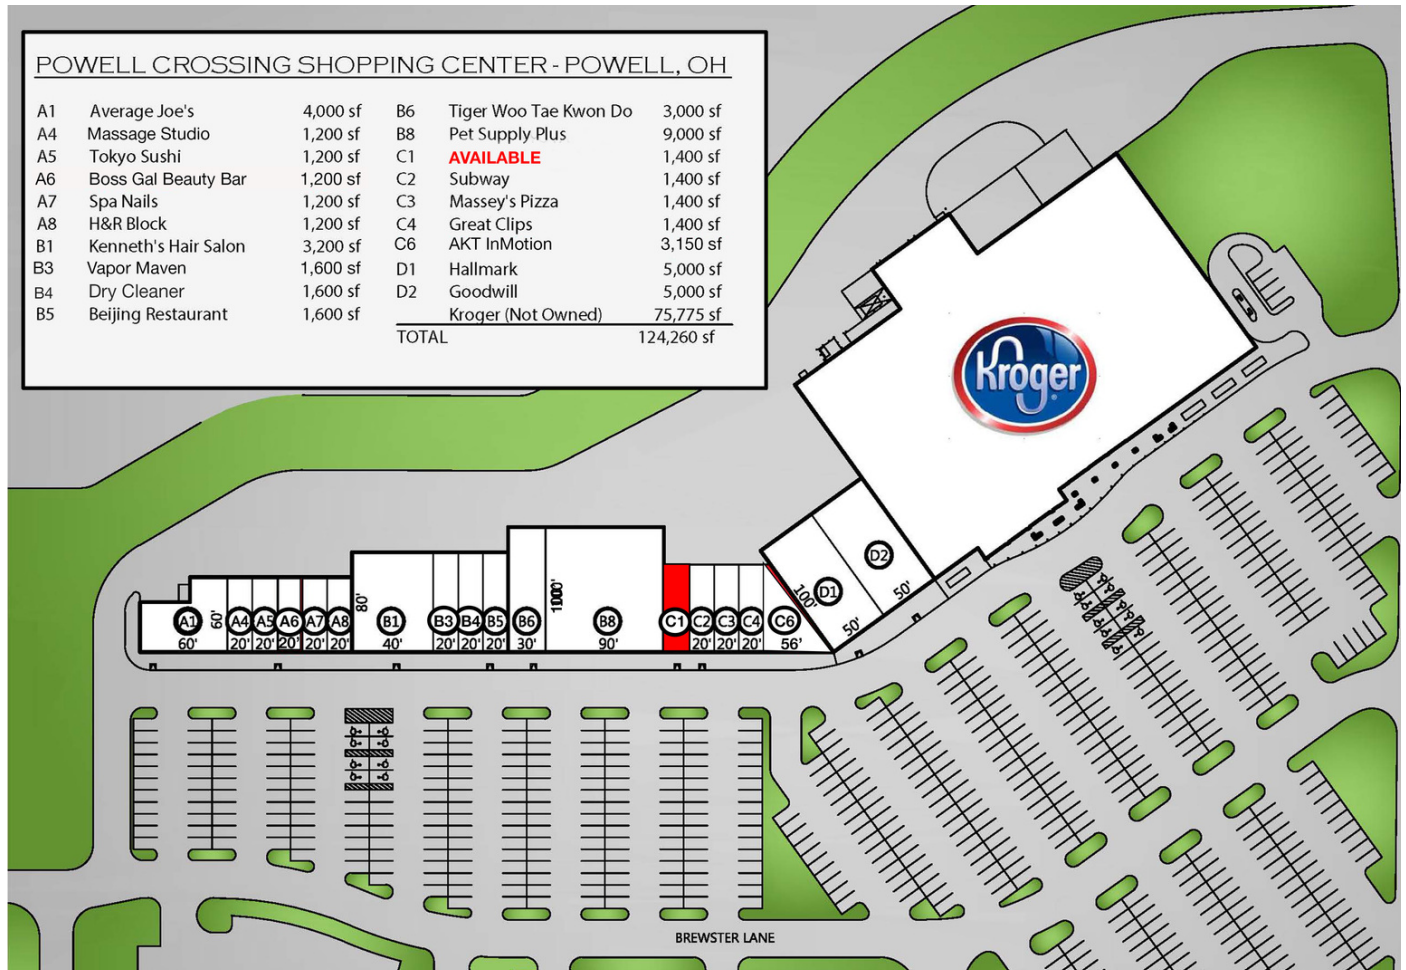 POWELL CROSSING SHOPPING CENTER - POWELL, OH
A1 Average Joe's 4,000 sf
A4 Massage Studio 1,200 sf
A5 Tokyo Sushi 1,200 sf
A6 Boss Gal Beauty Bar 1,200 sf
A7 Spa Nails 1,200 sf
A8 H&R Block 1,200 sf
B1 Kenneth's Hair Salon 3,200 sf
B3 Vapor Maven 1,600 sf
B4 Dry Cleaner 1,600 sf
B5 Beijing Restaurant 1,600 sf
B6 Tiger Woo Tae Kwon Do 3,000 sf
B8 Pet Supply Plus 9,000 sf
C1 AVAILABLE 1,400 sf
C2 Subway 1,400 sf
C3 Massey's Pizza 1,400 sf
C4 Great Clips 1,400 sf
C6 AKT InMotion 3,150 sf
D1 Hallmark 5,000 sf
D2 Goodwill 5,000 sf
Kroger (Not Owned) 75,775 sf
TOTAL 124,260 sf
Kroger
D2
50'
D1
100'
50'
80'
60'
A1 A4 A5 A6 A7 A8 B1 B3 B4 B5 B6 B8 C1 C2 C3 C4 C6
60' 20' 20' 20' 20' 20' 40' 20' 20' 20' 30' 90' 20' 20' 20' 56'
BREWSTER LANE